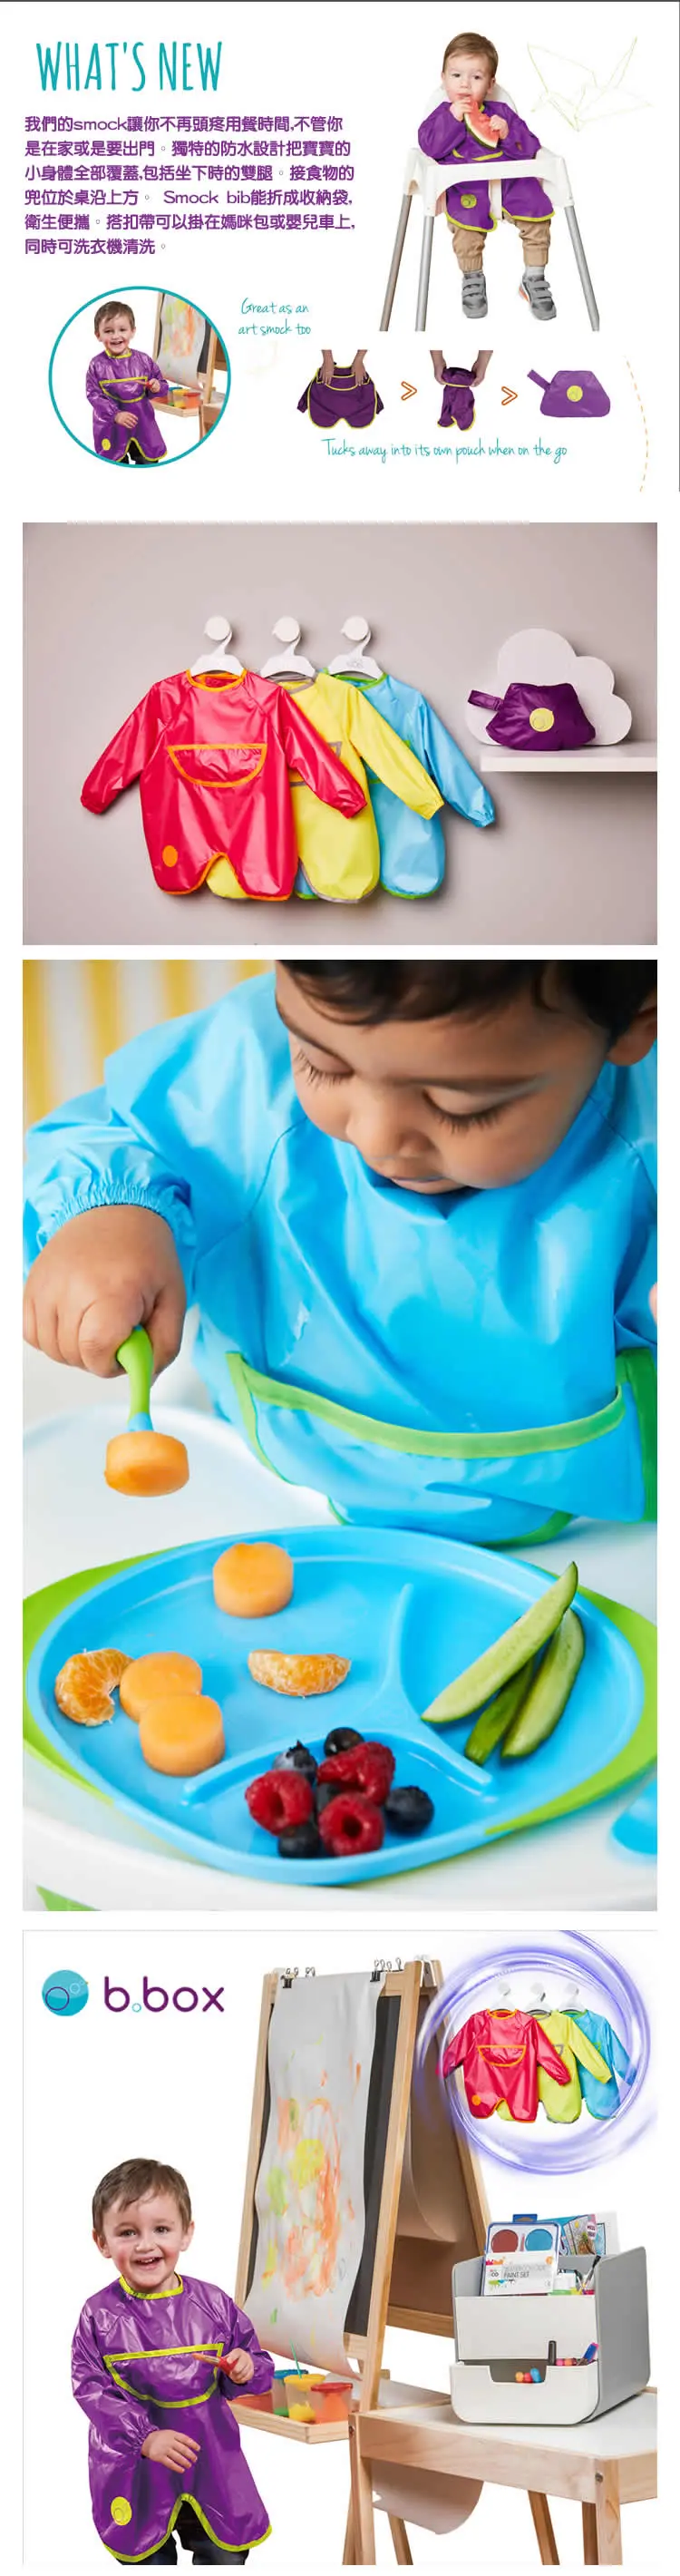 WHAT'S NEW
我們的smock讓你不再頭疼用餐時間,不管你
是在家或是要出門。獨特的防水設計把寶寶的
小身體全部覆蓋,包括坐下時的雙腿。接食物的
兜位於桌沿上方。 Smock bib能折成收納袋,
衛生便攜。搭扣帶可以掛在媽咪包或嬰兒車上,
同時可洗衣機清洗。
Great as an
art smock too
Tucks away into its own pouch when on the go
b.box
PAINT SET